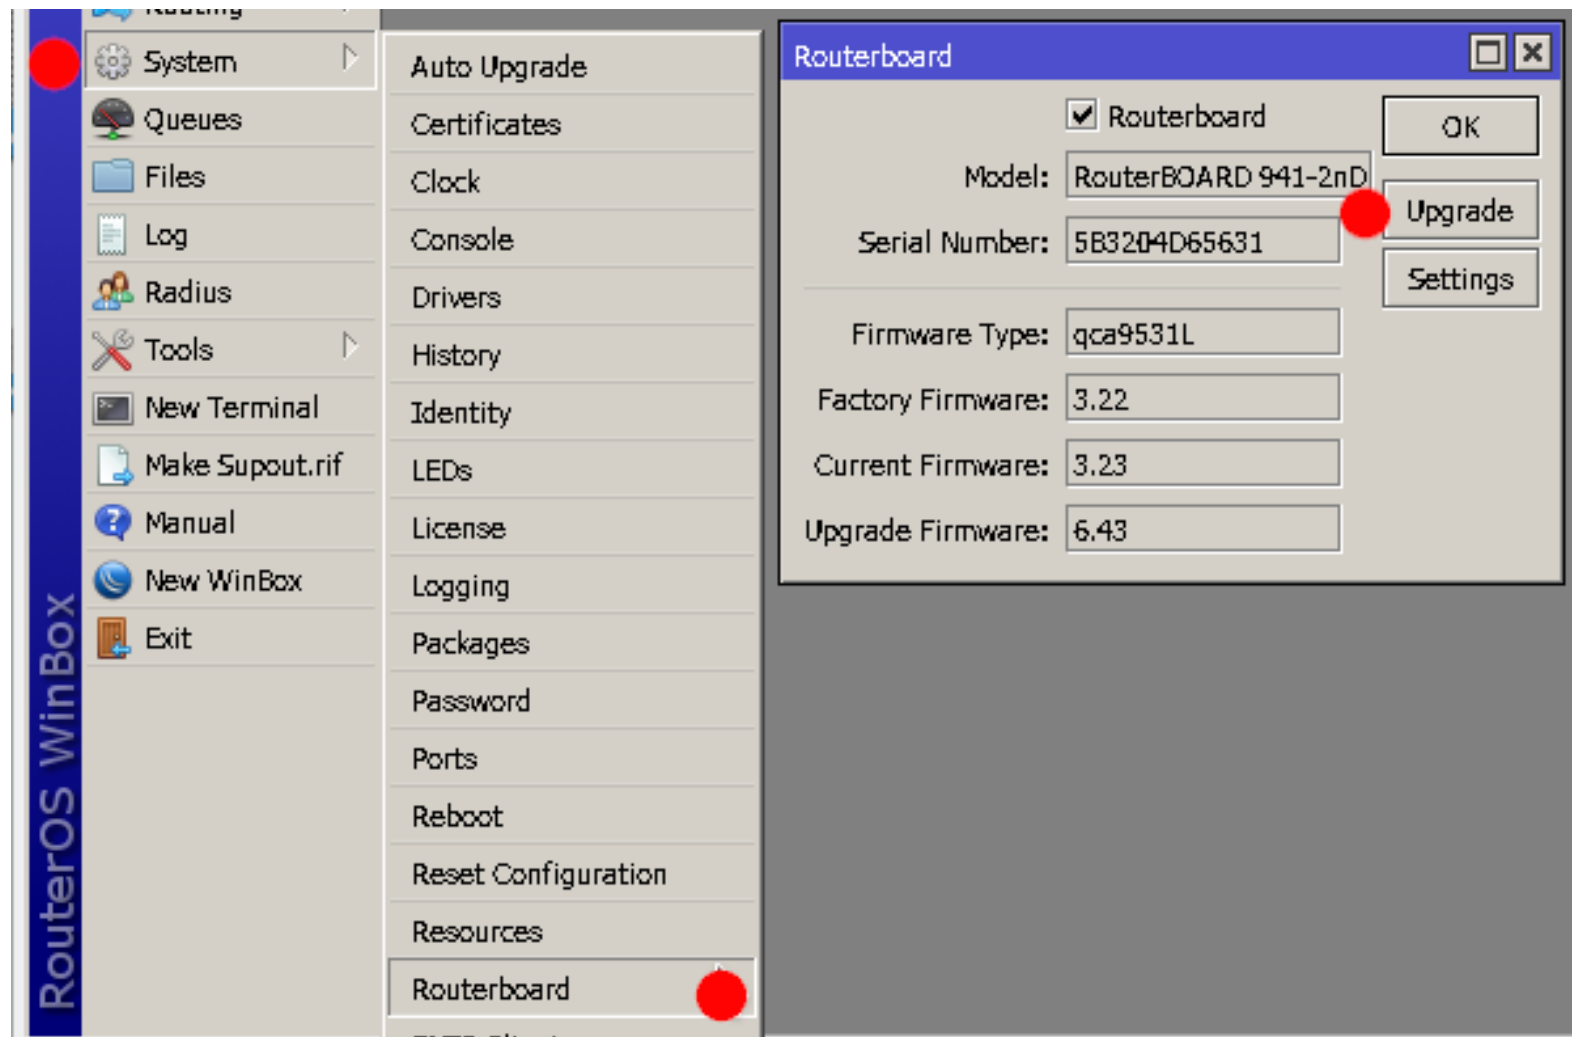 Routing
System
Queues
Files
Log
Radius
Tools
New Terminal
Make Supout.rif
Manual
New WinBox
Exit
RouterOS WinBox
Auto Upgrade
Certificates
Clock
Console
Drivers
History
Identity
LEDs
License
Logging
Packages
Password
Ports
Reboot
Reset Configuration
Resources
Routerboard
Routerboard
Routerboard
OK
Model: RouterBOARD 941-2nD
Upgrade
Serial Number: 5B3204D65631
Settings
Firmware Type: qca9531L
Factory Firmware: 3.22
Current Firmware: 3.23
Upgrade Firmware: 6.43